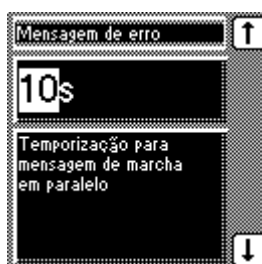 Mensagem de erro
10s
Temporização para
mensagem de marcha
em paralelo